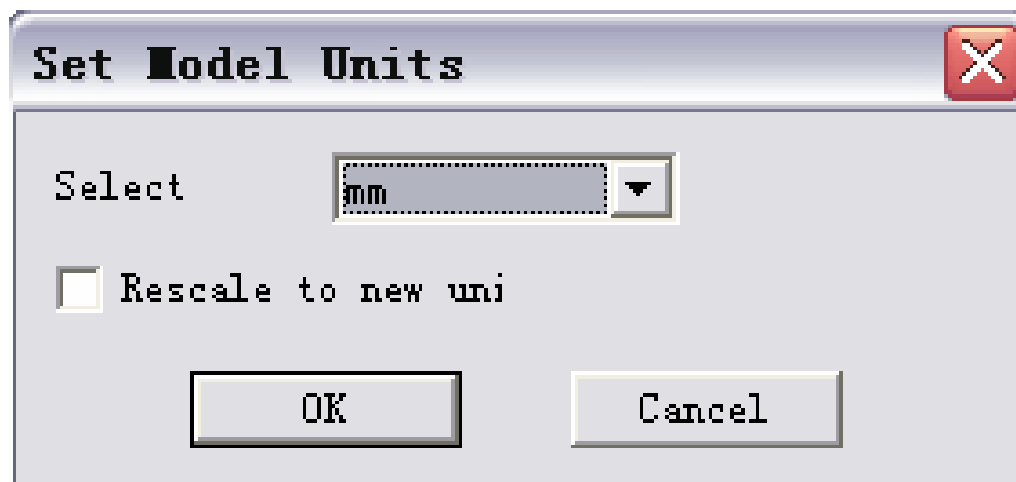 Set Model Units
Select
mm
Rescale to new uni
OK
Cancel